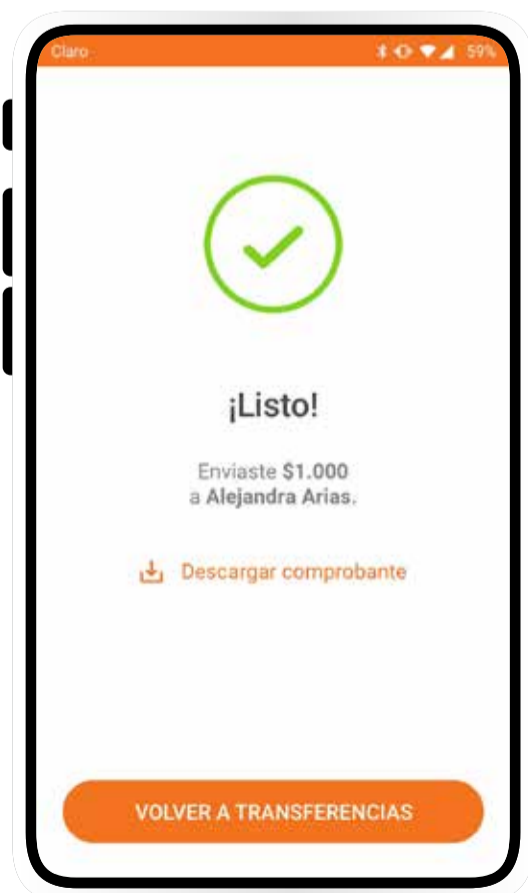 Claro 59%
¡Listo!
Enviaste $1.000
a Alejandra Arias.
Descargar comprobante
VOLVER A TRANSFERENCIAS